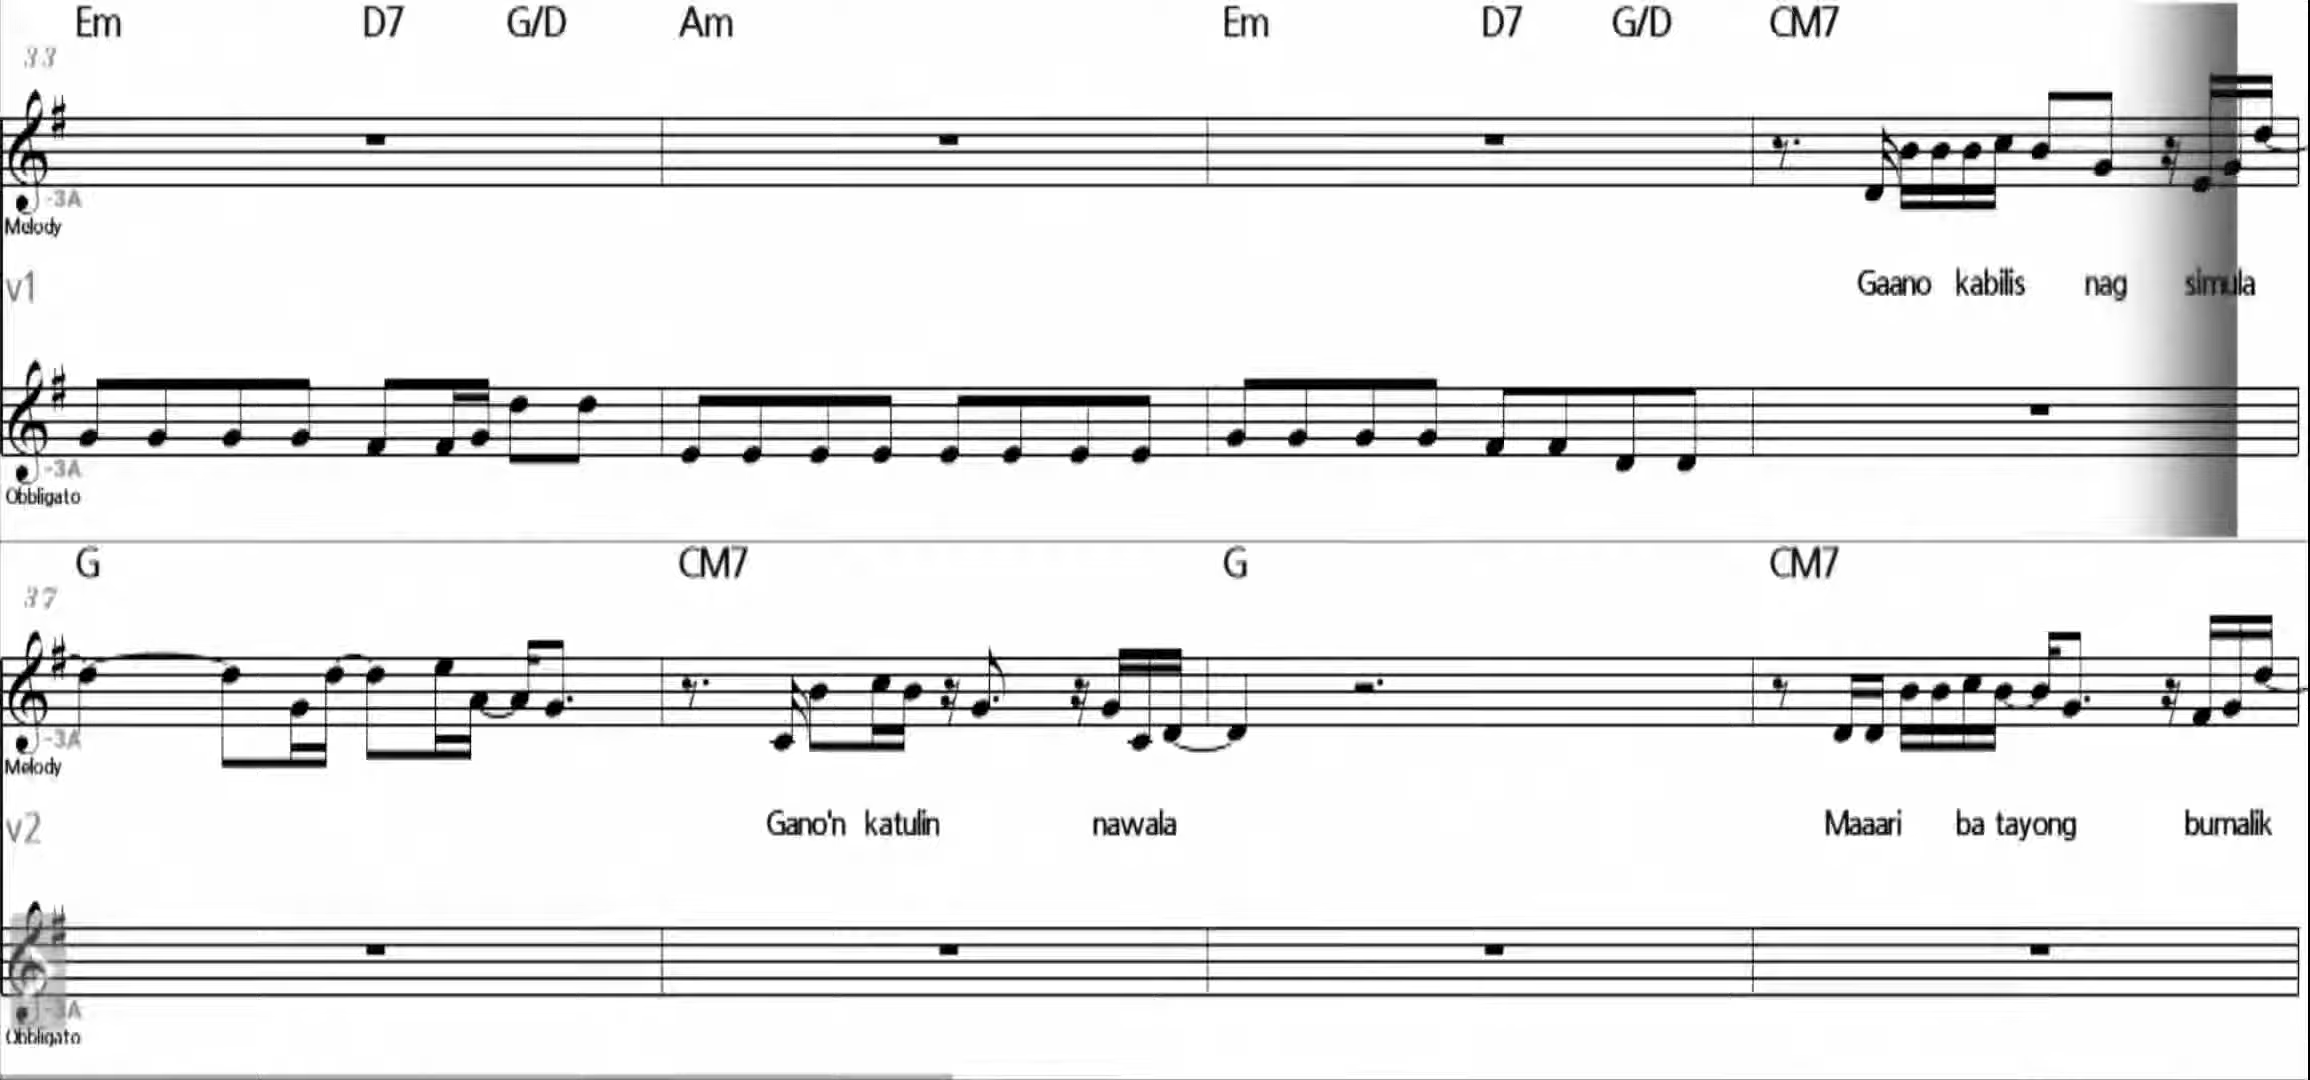 Em D7 G/D Am Em D7 G/D CM7
33
-3A
Melody
v1 Gaano kabilis nag simula
-3A
Obbligato
G CM7 G CM7
37
-3A
Melody
v2 Gano'n katulin nawala Maaari ba tayong bumalik
-3A
Obbligato